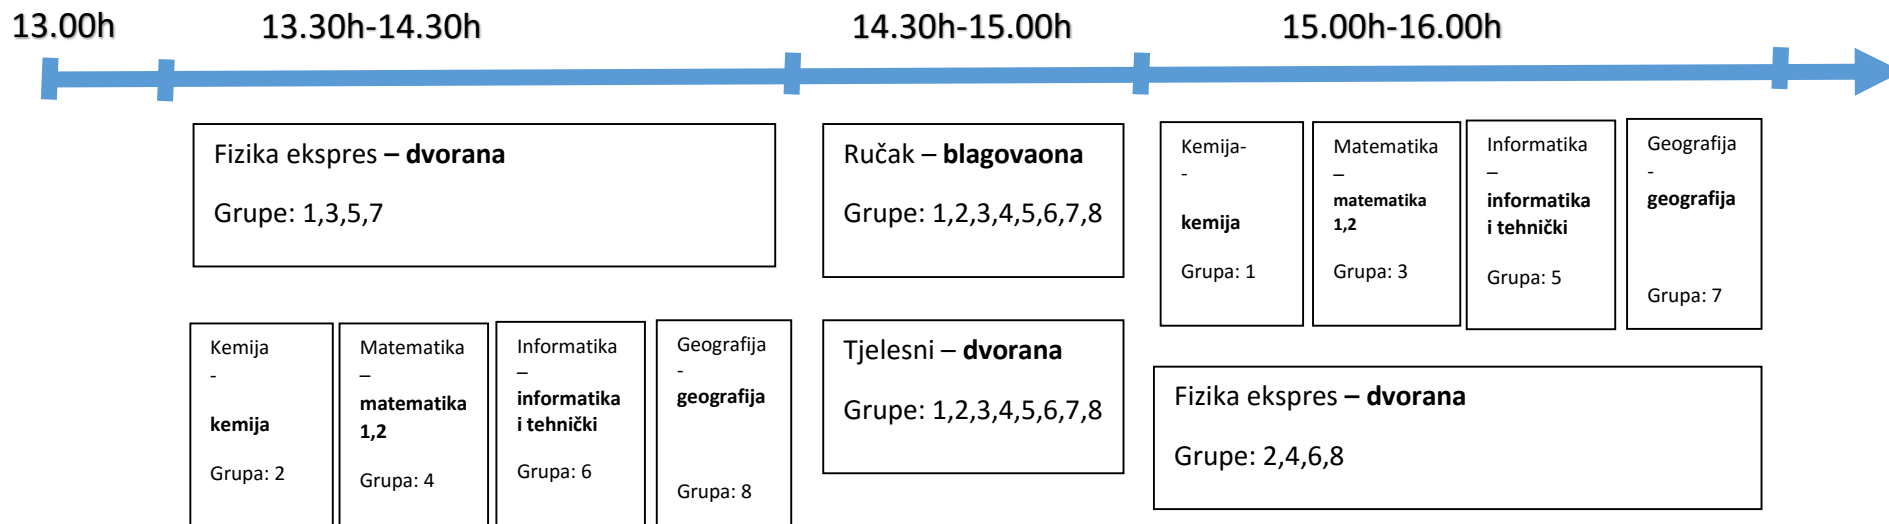 13.00h
13.30h-14.30h
14.30h-15.00h
15.00h-16.00h
Fizika ekspres – dvorana
Grupe: 1,3,5,7
Ručak – blagovaona
Grupe: 1,2,3,4,5,6,7,8
Kemija-
-
kemija
Grupa: 1
Matematika
–
matematika
1,2
Grupa: 3
Informatika
–
informatika
i tehnički
Grupa: 5
Geografija
-
geografija
Grupa: 7
Kemija
-
kemija
Grupa: 2
Matematika
–
matematika
1,2
Grupa: 4
Informatika
–
informatika
i tehnički
Grupa: 6
Geografija
-
geografija
Grupa: 8
Tjelesni – dvorana
Grupe: 1,2,3,4,5,6,7,8
Fizika ekspres – dvorana
Grupe: 2,4,6,8